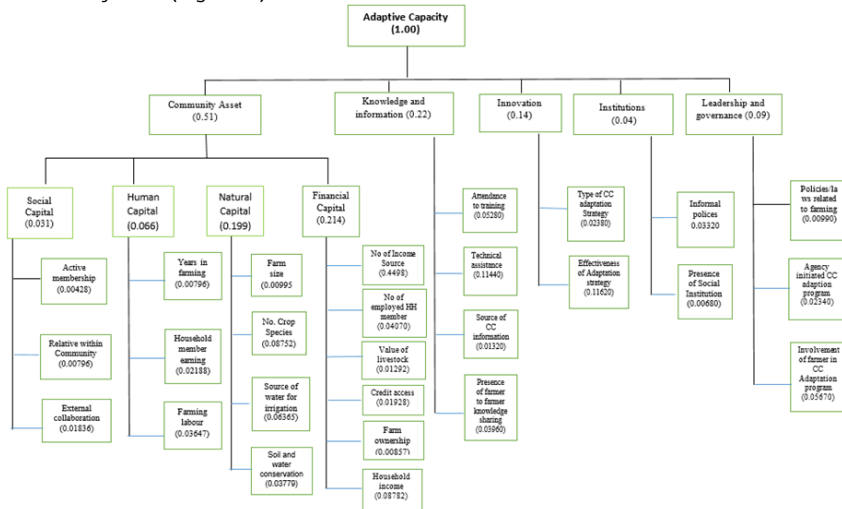 Adaptive Capacity
(1.00)
Community Asset
(0.51)
Knowledge and
information (0.22)
Innovation
(0.14)
Institutions
(0.04)
Leadership and
governance (0.09)
Social
Capital
(0.031)
Human
Capital
(0.066)
Natural
Capital
(0.199)
Financial
Capital
(0.214)
Active
membership
(0.00428)
Relative within
Community
(0.00796)
External
collaboration
(0.01836)
Years in
farming
(0.00796)
Household
member
earning
(0.02188)
Farming
labour
(0.03647)
Farm
size
(0.00995
No. Crop
Species
(0.08752)
Source of
water for
irrigation
(0.06365)
Soil and
water
conservation
(0.03779)
No of Income
Source
(0.4498)
No of
employed HH
member
(0.04070)
Value of
livestock
(0.01292)
Credit access
(0.01928)
Farm
ownership
(0.00857)
Household
income
(0.08782)
Attendance
to training
(0.05280)
Technical
assistance
(0.11440)
Source of
CC
information
(0.01320)
Presence
of farmer
to farmer
knowledge
sharing
(0.03960)
Type of CC
adaptation
Strategy
(0.02380)
Effectiveness
of Adaptation
strategy
(0.11620)
Informal
polices
0.03320
Presence
of Social
Institution
(0.00680)
Policies/la
ws related
to farming
(0.00990)
Agency
initiated CC
adaption
program
(0.02340)
Involvement
of farmer in
CC
Adaptation
program
(0.05670)